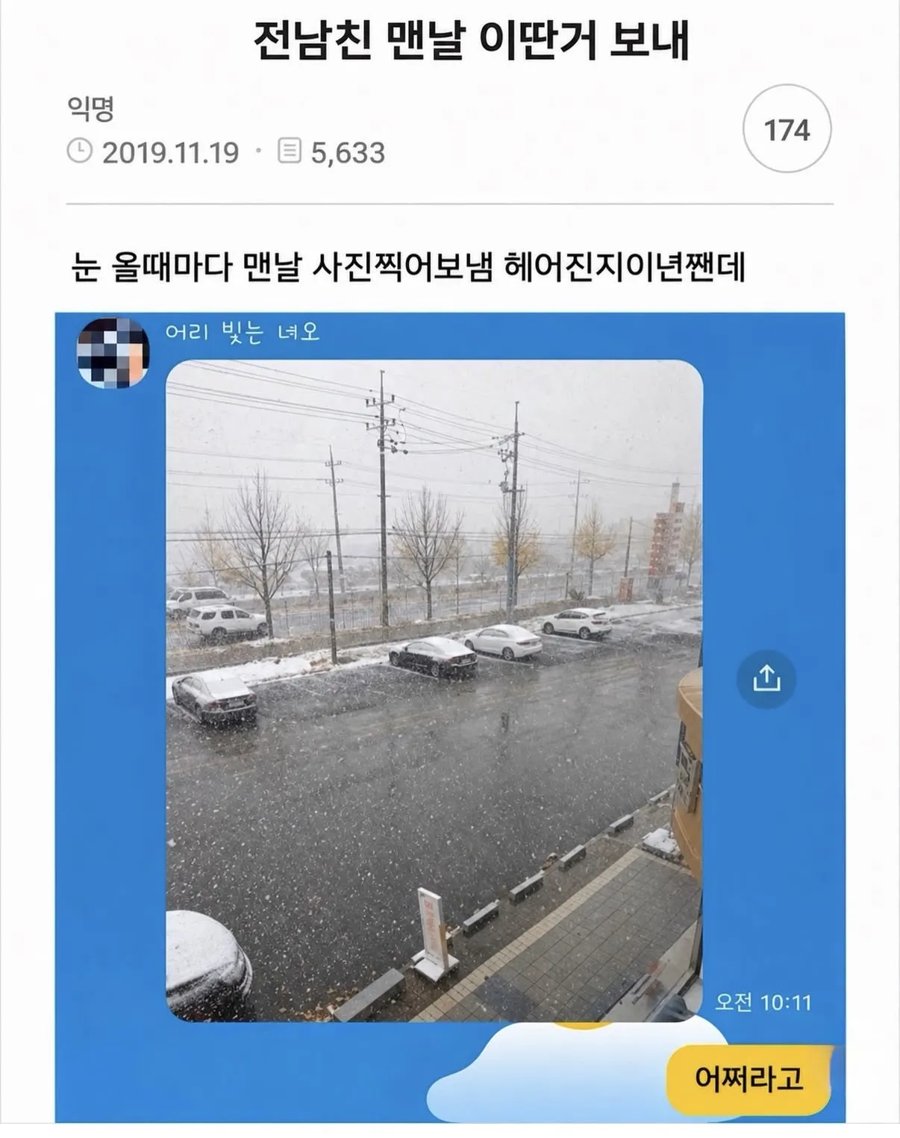 전남친 맨날 이딴거 보내
익명
2019.11.19 · 5,633
174
눈 올때마다 맨날 사진찍어보냄 헤어진지이년짼데
어리 빛는 녀오
오전 10:11
어쩌라고